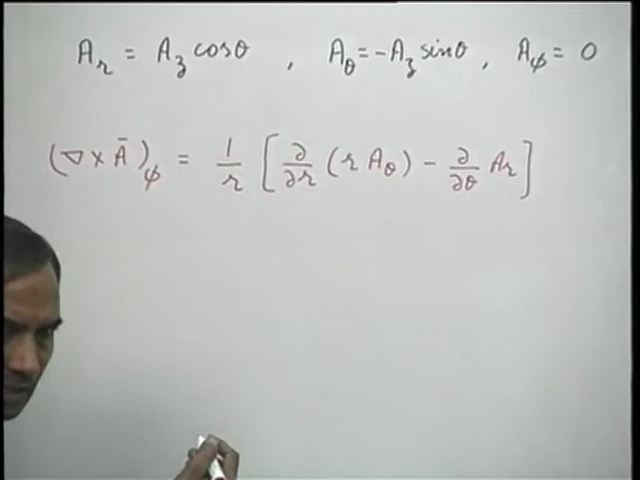 A_r = A_z cosθ , A_θ = -A_z sinθ , A_φ = 0
(∇ × Ā)_φ = 1/r [ ∂/∂r (r A_θ) - ∂/∂θ A_r ]